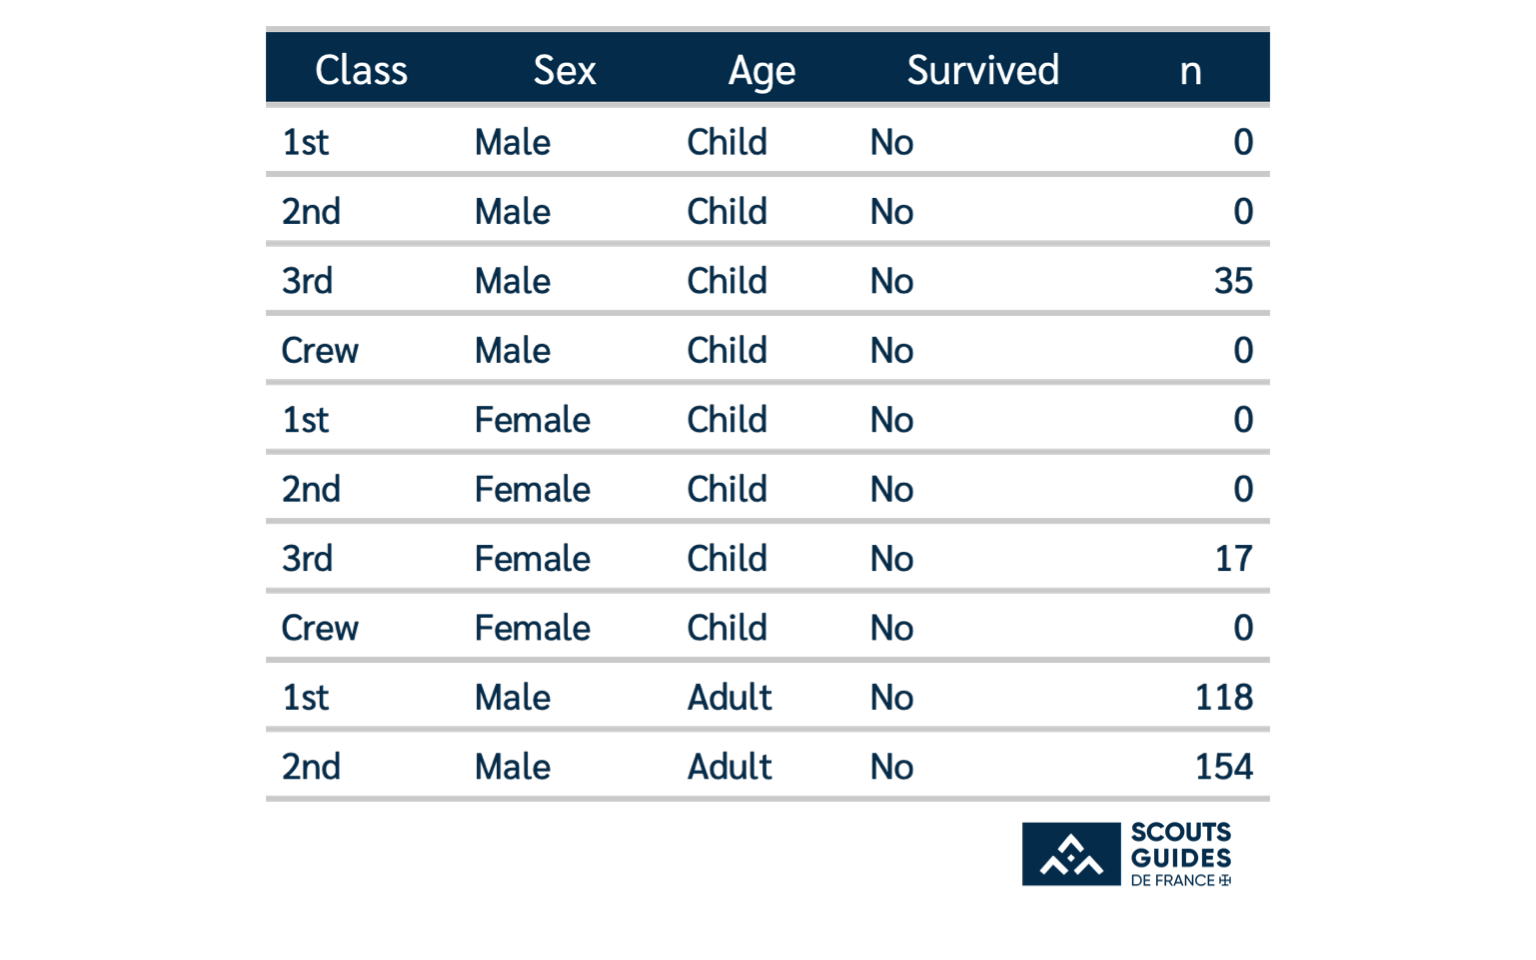 Class Sex Age Survived n
1st Male Child No 0
2nd Male Child No 0
3rd Male Child No 35
Crew Male Child No 0
1st Female Child No 0
2nd Female Child No 0
3rd Female Child No 17
Crew Female Child No 0
1st Male Adult No 118
2nd Male Adult No 154
SCOUTS
GUIDES
DE FRANCE